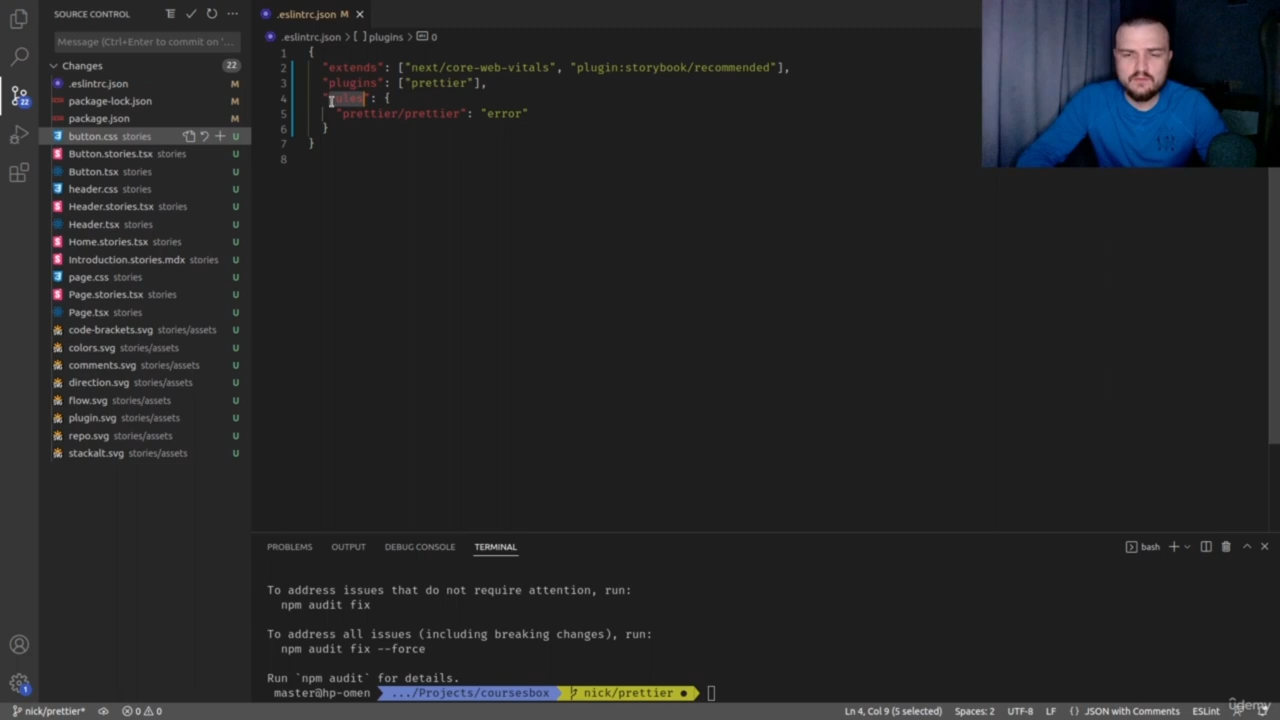 SOURCE CONTROL
.eslintrc.json M
Message (Ctrl+Enter to commit on '...
.eslintrc.json > [ ] plugins > 0
Changes 22
.eslintrc.json M
package-lock.json M
package.json M
button.css stories U
Button.stories.tsx stories U
Button.tsx stories U
header.css stories U
Header.stories.tsx stories U
Header.tsx stories U
Home.stories.tsx stories U
Introduction.stories.mdx stories U
page.css stories U
Page.stories.tsx stories U
Page.tsx stories U
code-brackets.svg stories/assets U
colors.svg stories/assets U
comments.svg stories/assets U
direction.svg stories/assets U
flow.svg stories/assets U
plugin.svg stories/assets U
repo.svg stories/assets U
stackalt.svg stories/assets U
22
1
1 {
2 "extends": ["next/core-web-vitals", "plugin:storybook/recommended"],
3 "plugins": ["prettier"],
4 "rules": {
5 "prettier/prettier": "error"
6 }
7 }
8
PROBLEMS OUTPUT DEBUG CONSOLE TERMINAL
bash
To address issues that do not require attention, run:
npm audit fix
To address all issues (including breaking changes), run:
npm audit fix --force
Run `npm audit` for details.
master@hp-omen .../Projects/coursesbox nick/prettier ●
nick/prettier* 0 0 Ln 4, Col 9 (5 selected) Spaces: 2 UTF-8 LF { } JSON with Comments ESLint
udemy